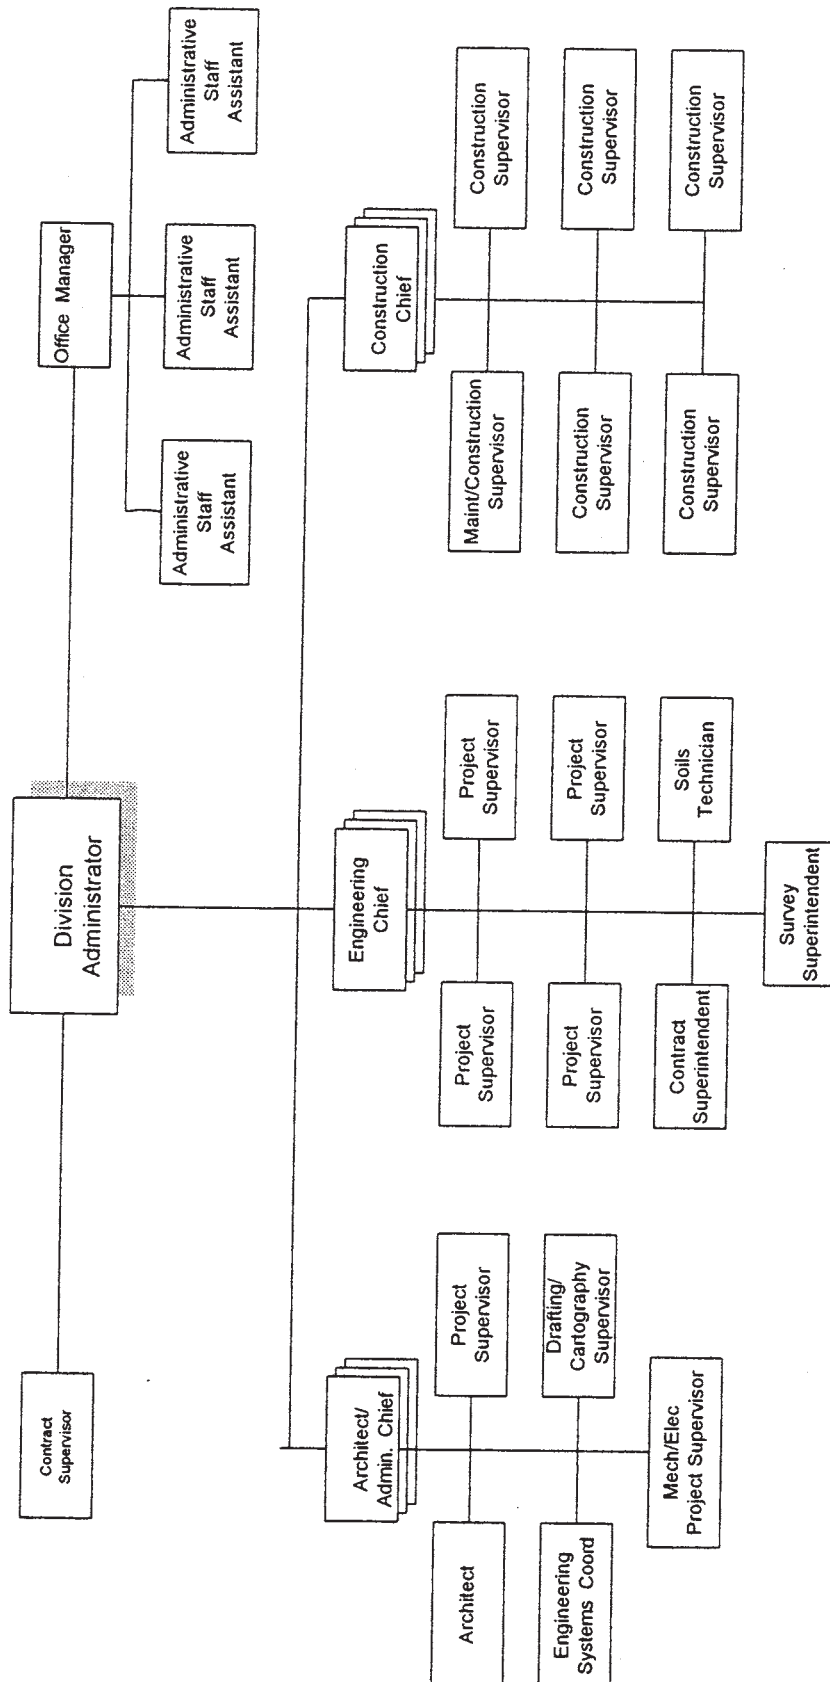 Division
Administrator
Contract
Supervisor
Office Manager
Administrative
Staff
Assistant
Administrative
Staff
Assistant
Administrative
Staff
Assistant
Architect/
Admin. Chief
Engineering
Chief
Construction
Chief
Architect
Project
Supervisor
Engineering
Systems Coord
Drafting/
Cartography
Supervisor
Mech/Elec
Project Supervisor
Project
Supervisor
Project
Supervisor
Project
Supervisor
Project
Supervisor
Contract
Superintendent
Soils
Technician
Survey
Superintendent
Maint/Construction
Supervisor
Construction
Supervisor
Construction
Supervisor
Construction
Supervisor
Construction
Supervisor
Construction
Supervisor